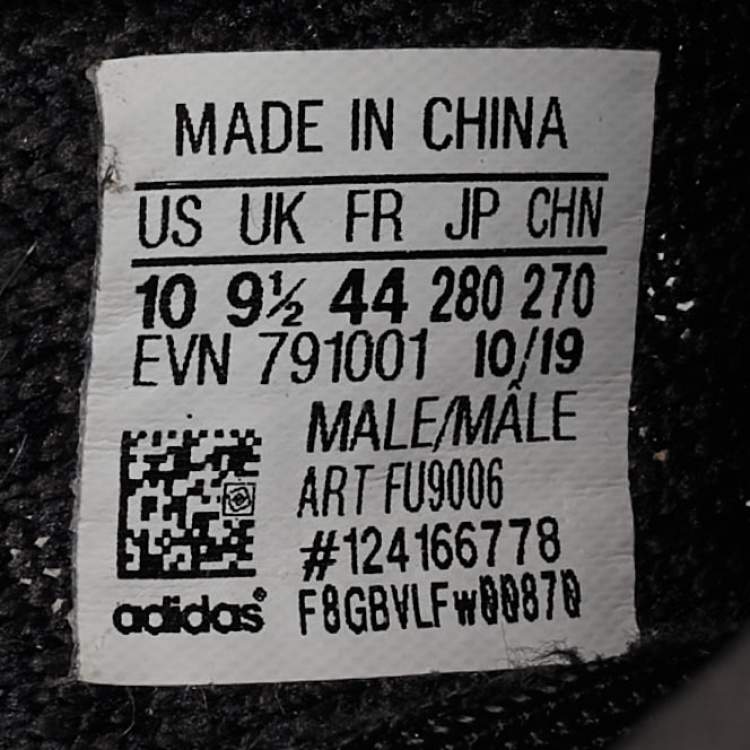 MADE IN CHINA
US UK FR JP CHN
10 9½ 44 280 270
EVN 791001 10/19
MALE/MÂLE
ART FU9006
#124166778
adidas® F8GBVLFw00870